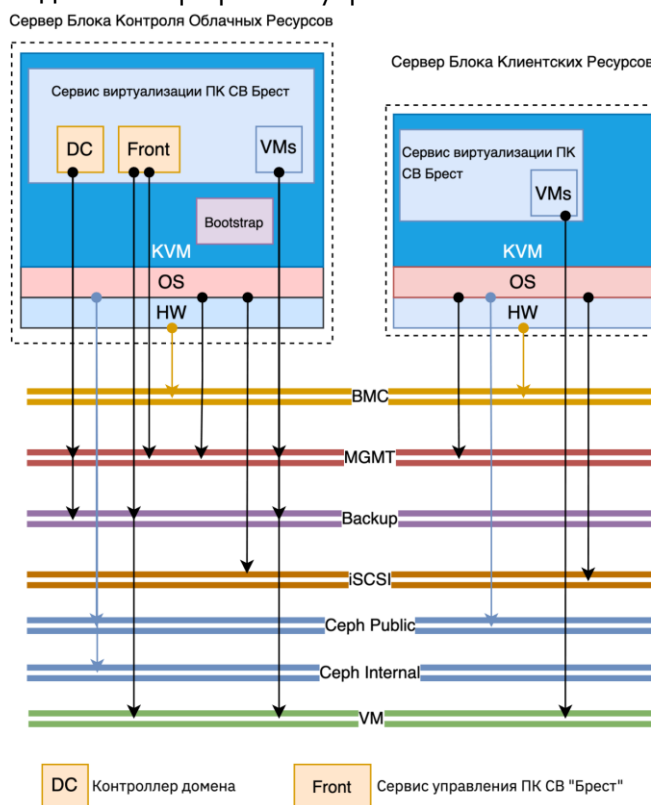 Сервер Блока Контроля Облачных Ресурсов
Сервер Блока Клиентских Ресурсов
Сервис виртуализации ПК СВ Брест
DC
Front
VMs
Bootstrap
KVM
OS
HW
Сервис виртуализации ПК
СВ Брест
VMs
KVM
OS
HW
BMC
MGMT
Backup
iSCSI
Ceph Public
Ceph Internal
VM
DC
Контроллер домена
Front
Сервис управления ПК СВ "Брест"